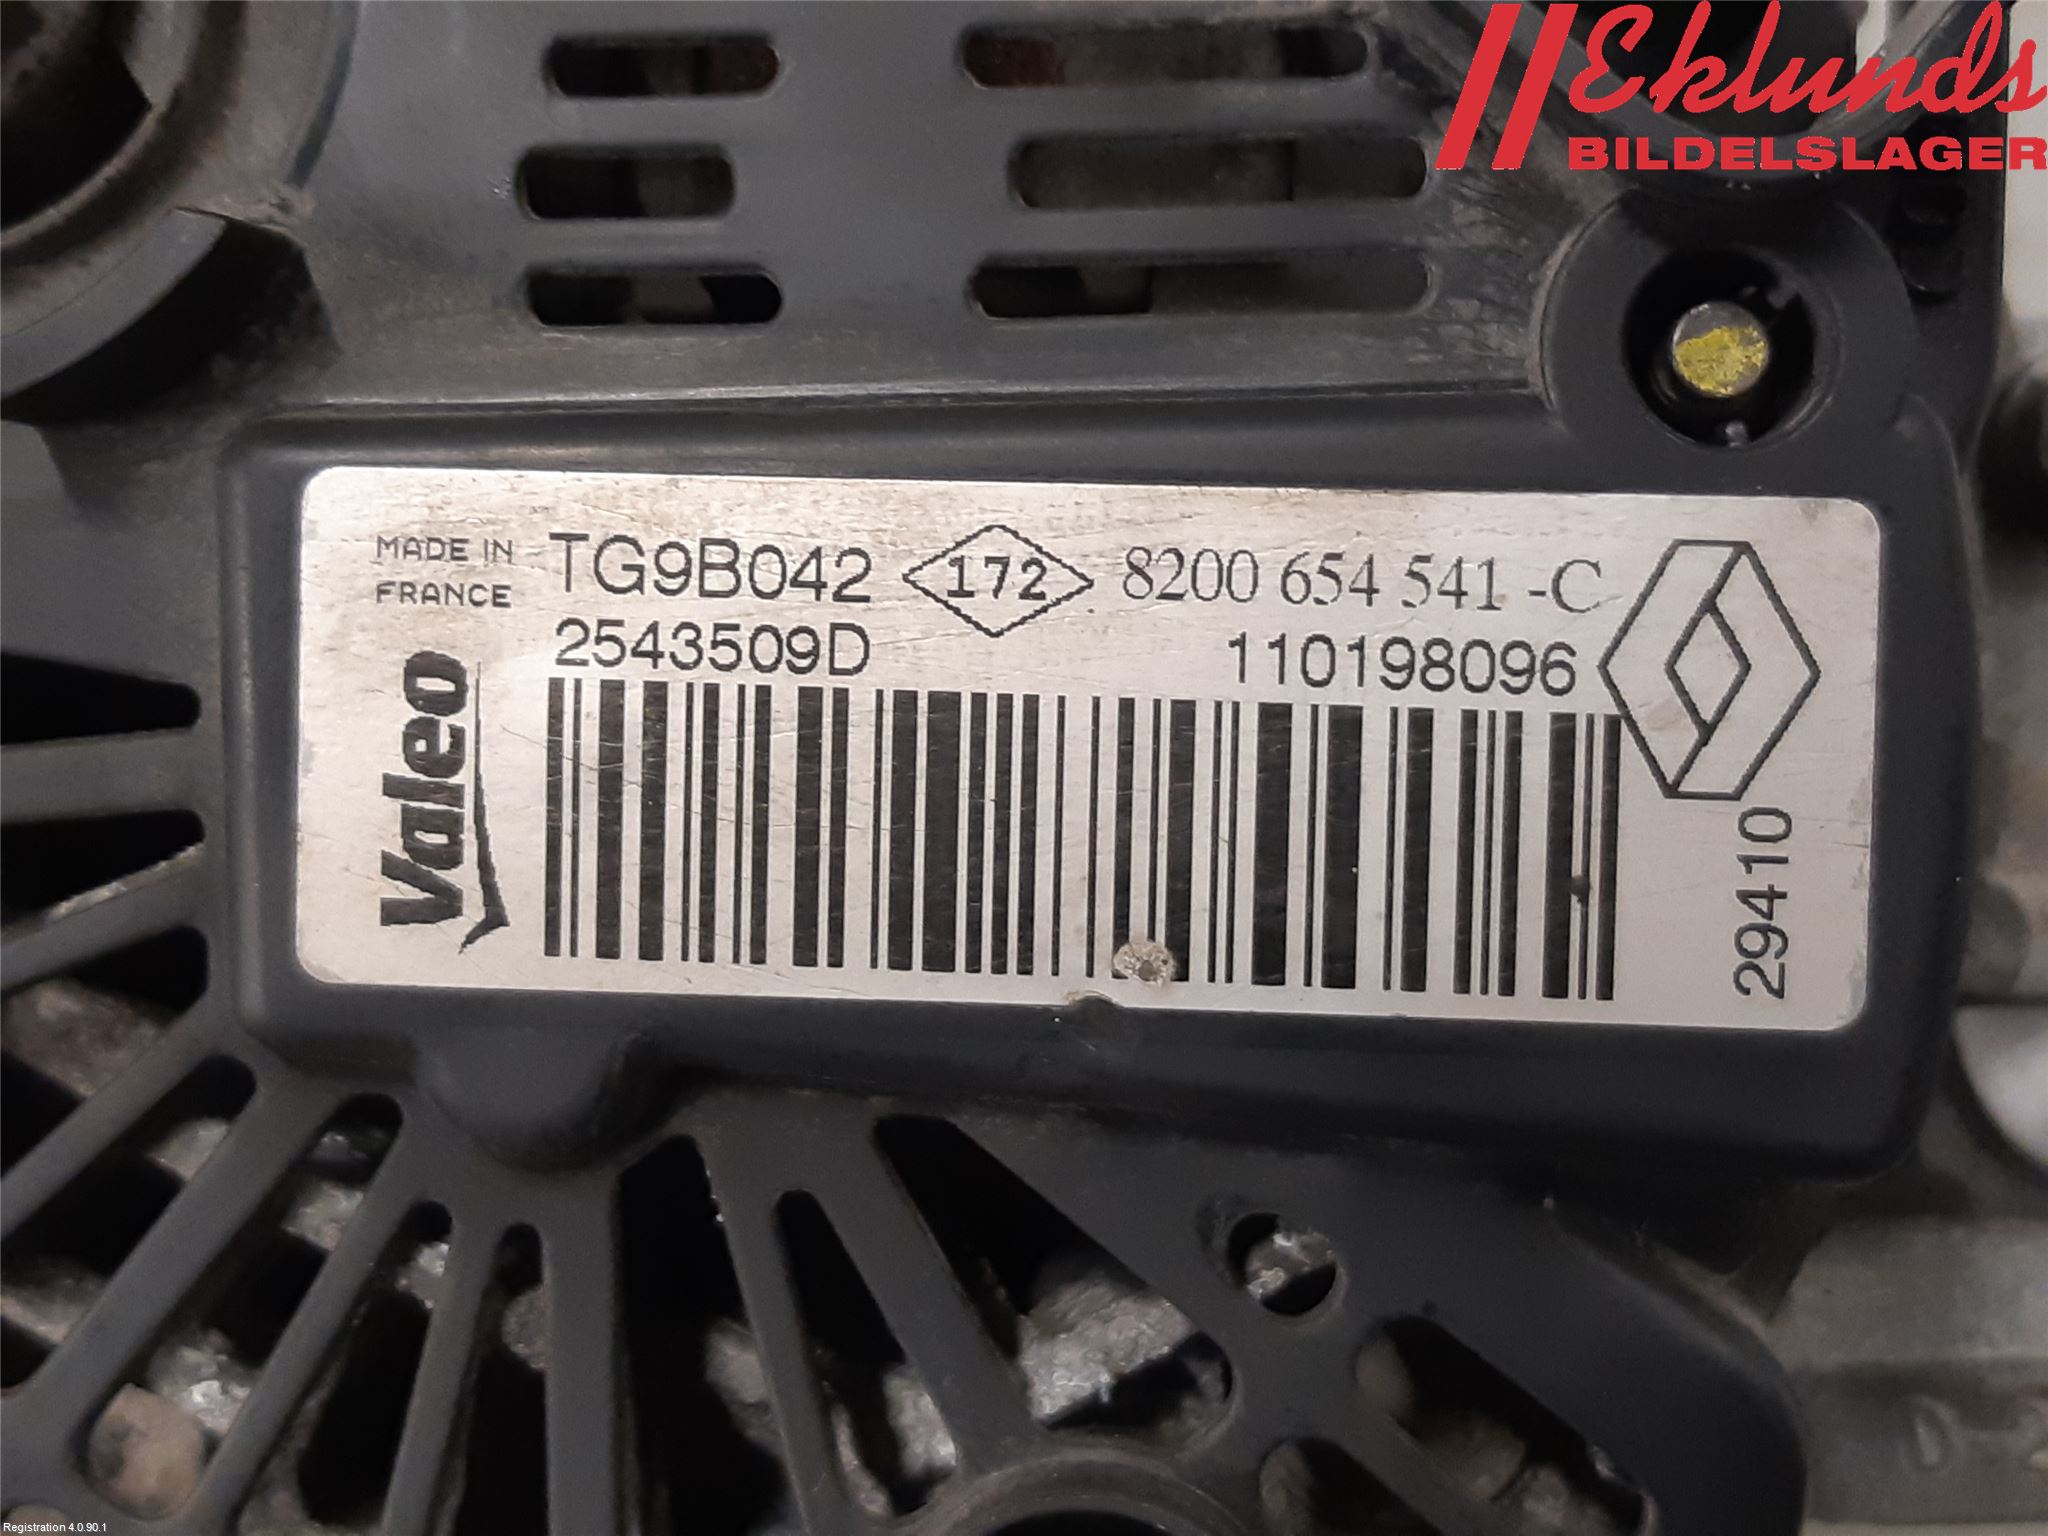 Eklunds
BILDELSLAGER
MADE IN
FRANCE
TG9B042
172
8200 654 541 -C
2543509D
110198096
Valeo
29410
Registration 4.0.90.1